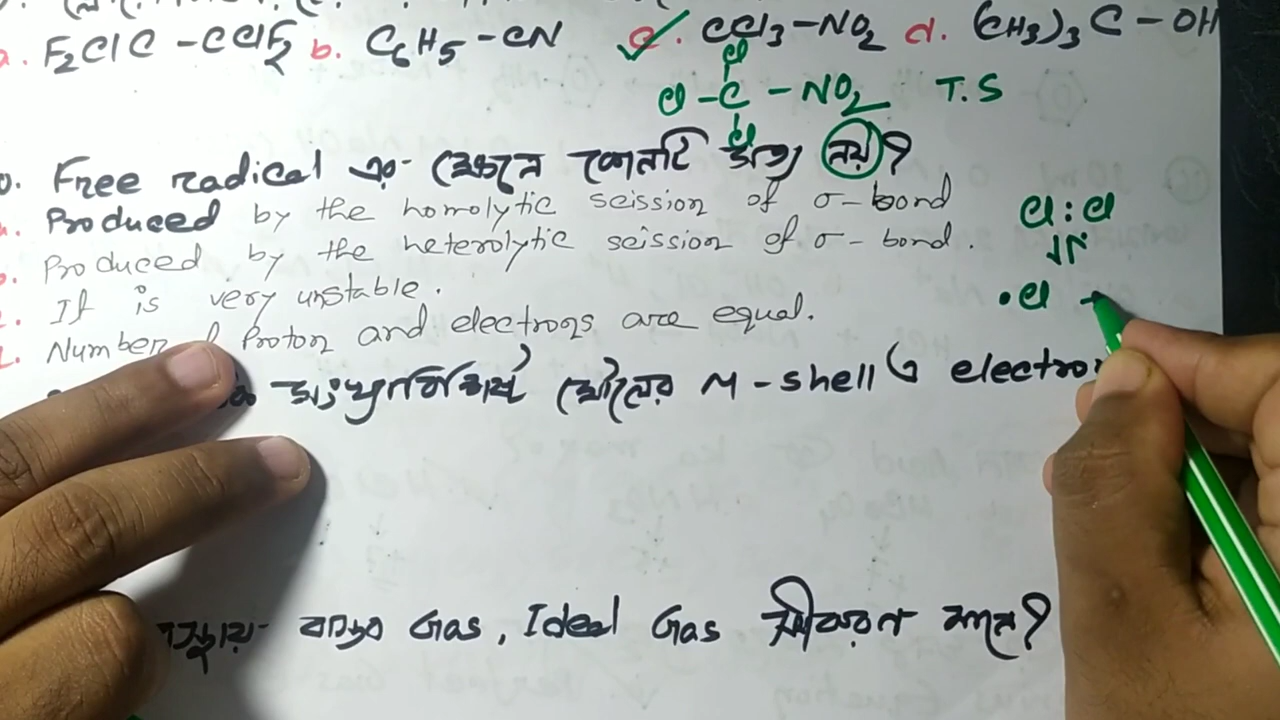 a. F₂ClC - CClF₂ b. C₆H₅ - CN c. CCl₃-NO₂ d. (CH₃)₃C - OH
Cl
Cl - C - NO₂ T.S
Cl
0. Free radical এর ক্ষেত্রে কোনটি সত্য নয়?
Produced by the homolytic scission of σ-bond
Produced by the heterolytic scission of σ- bond.
It is very unstable.
Number of Proton and electrons are equal.
Cl : Cl
•Cl
মৌলের M-shell এ electron
বাস্তব Gas, Ideal Gas সমীকরণ মানে?